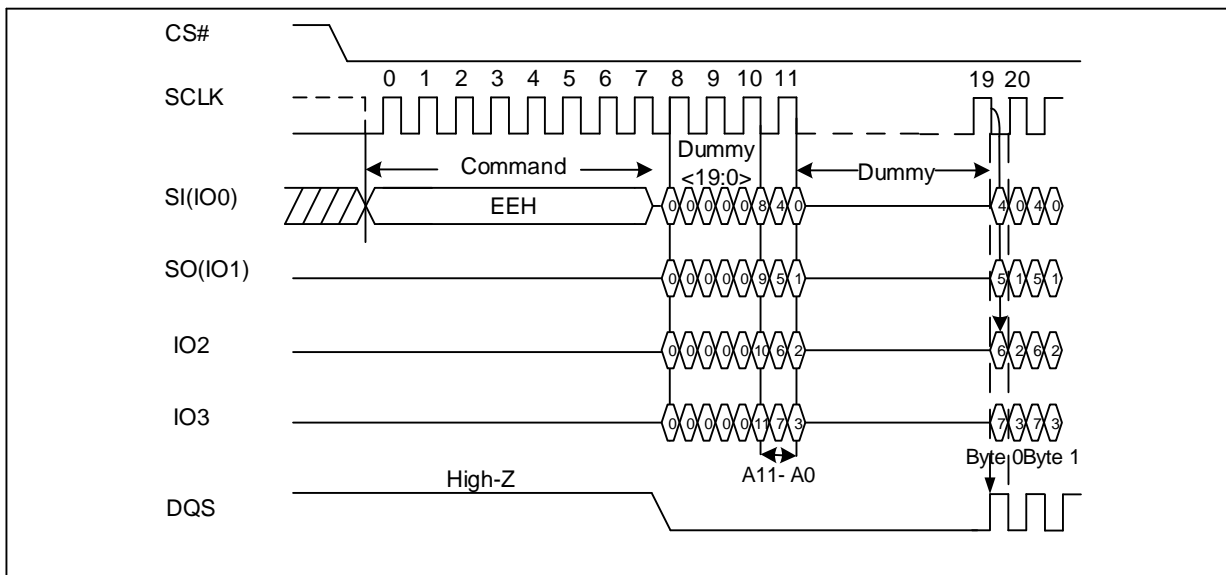 CS#
0 1 2 3 4 5 6 7 8 9 10 11 19 20
SCLK
Command
Dummy
<19:0>
Dummy
SI(IO0)
EEH
0 0 0 0 0 8 4 0 4 0 4 0
SO(IO1)
0 0 0 0 0 9 5 1 5 1 5 1
IO2
0 0 0 0 0 10 6 2 6 2 6 2
IO3
0 0 0 0 0 11 7 3 7 3 7 3
A11- A0
Byte 0 Byte 1
High-Z
DQS